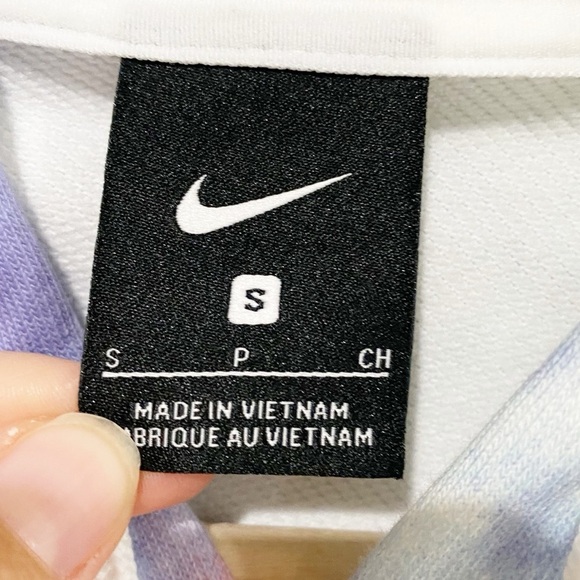 S
S P CH
MADE IN VIETNAM
ABRIQUE AU VIETNAM